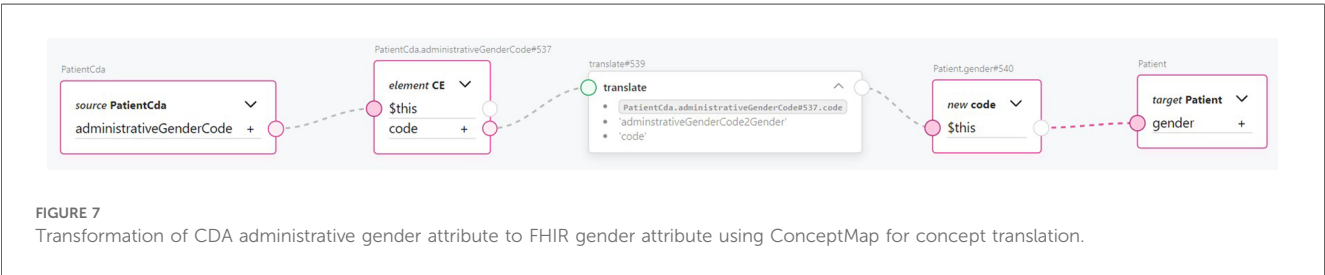 PatientCda
source PatientCda
administrativeGenderCode +
PatientCda.administrativeGenderCode#537
element CE
$this
code +
translate#539
translate
• PatientCda.administrativeGenderCode#537.code
• 'adminstrativeGenderCode2Gender'
• 'code'
Patient.gender#540
new code
$this
Patient
target Patient
gender +
FIGURE 7
Transformation of CDA administrative gender attribute to FHIR gender attribute using ConceptMap for concept translation.